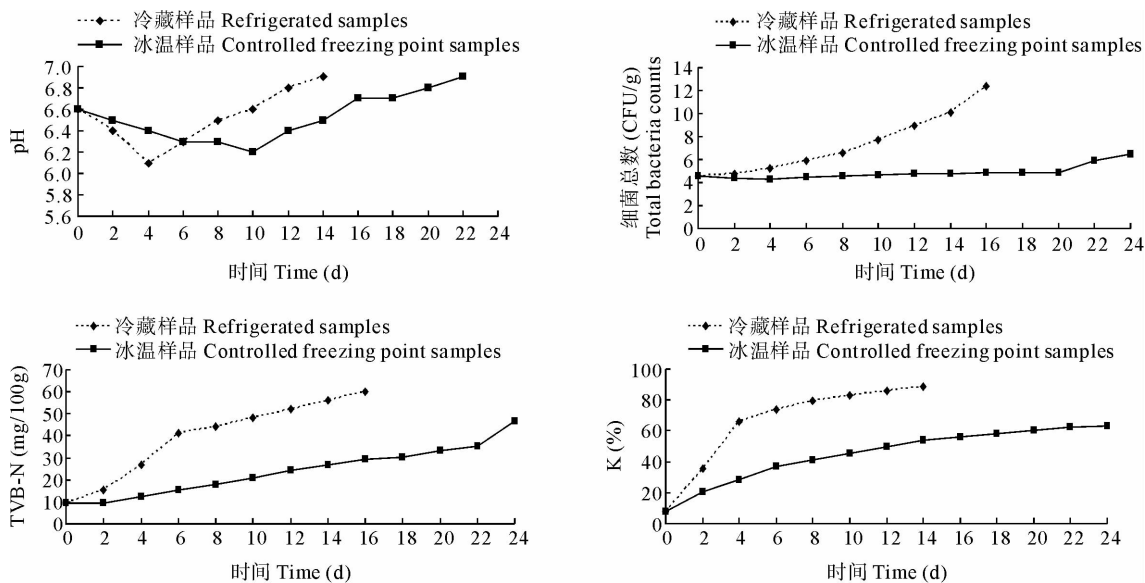 冷藏样品 Refrigerated samples
冰温样品 Controlled freezing point samples
7.0
6.8
6.6
6.4
6.2
6.0
5.8
5.6
pH
0 2 4 6 8 10 12 14 16 18 20 22 24
时间 Time (d)
冷藏样品 Refrigerated samples
冰温样品 Controlled freezing point samples
14
12
10
8
6
4
2
0
细菌总数 (CFU/g)
Total bacteria counts
0 2 4 6 8 10 12 14 16 18 20 22 24
时间 Time (d)
冷藏样品 Refrigerated samples
冰温样品 Controlled freezing point samples
70
60
50
40
30
20
10
0
TVB-N (mg/100g)
0 2 4 6 8 10 12 14 16 18 20 22 24
时间 Time (d)
冷藏样品 Refrigerated samples
冰温样品 Controlled freezing point samples
100
80
60
40
20
0
K (%)
0 2 4 6 8 10 12 14 16 18 20 22 24
时间 Time (d)